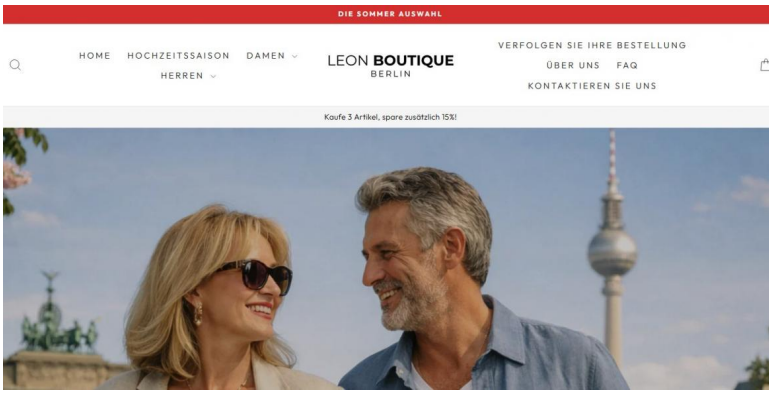 DIE SOMMER AUSWAHL
HOME HOCHZEITSSAISON DAMEN
HERREN
LEON BOUTIQUE
BERLIN
VERFOLGEN SIE IHRE BESTELLUNG
ÜBER UNS FAQ
KONTAKTIEREN SIE UNS
Kaufe 3 Artikel, spare zusätzlich 15%!